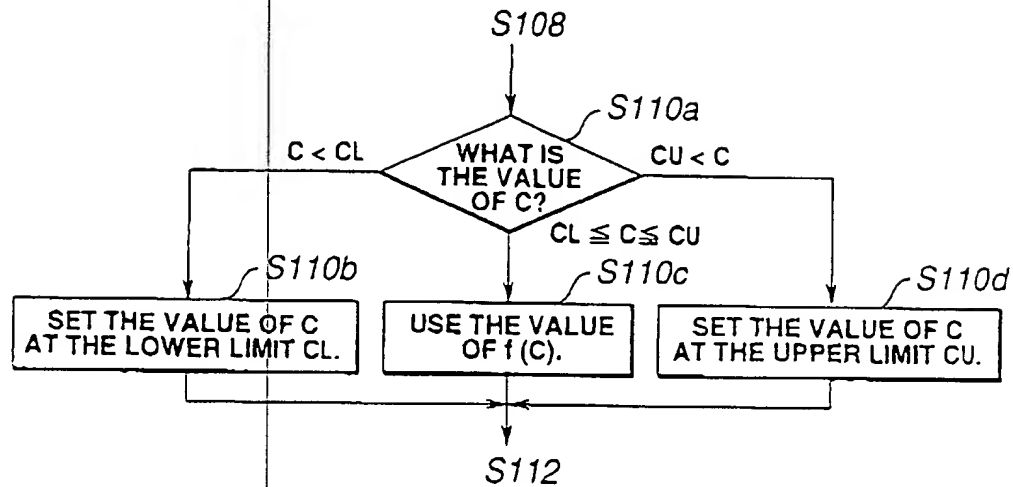 S108
S110a
WHAT IS
THE VALUE
OF C?
C < CL
CU < C
CL ≦ C ≦ CU
S110b
SET THE VALUE OF C
AT THE LOWER LIMIT CL.
S110c
USE THE VALUE
OF f (C).
S110d
SET THE VALUE OF C
AT THE UPPER LIMIT CU.
S112